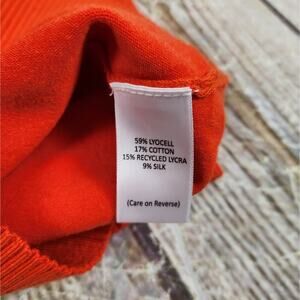 59% LYOCELL
17% COTTON
15% RECYCLED LYCRA
9% SILK
(Care on Reverse)